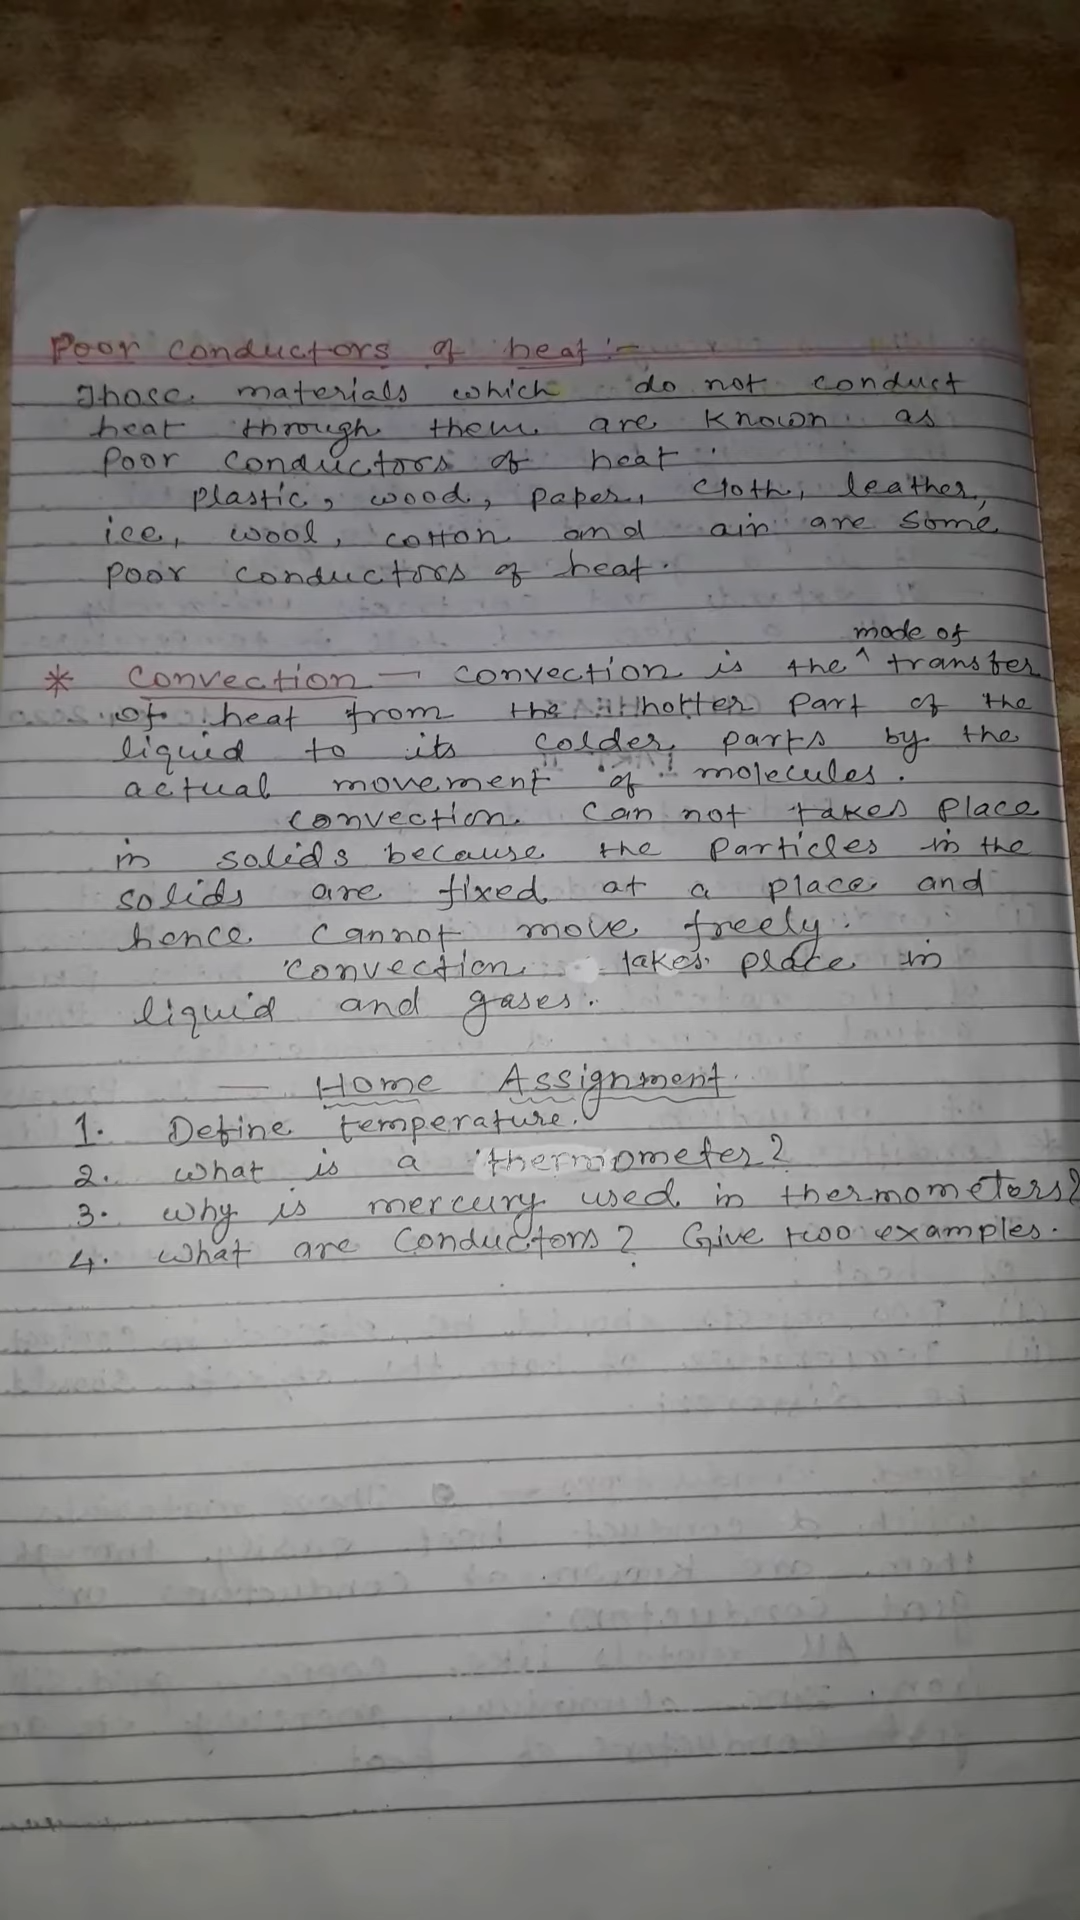 Poor conductors of heat :-
Those materials which do not conduct
heat through them are known as
Poor conductors of heat.
plastic, wood, paper, cloth, leather,
ice, wool, cotton and air are some
poor conductors of heat.
mode of
* Convection — convection is the ^ transfer
of heat from the hotter part of the
liquid to its colder parts by the
actual movement of molecules.
convection can not takes place
in solids because the particles in the
solids are fixed at a place and
hence cannot move freely.
convection takes place in
liquid and gases.
— Home Assignment.
1. Define temperature.
2. what is a thermometer?
3. why is mercury used in thermometors?
4. what are conductors? Give two examples.